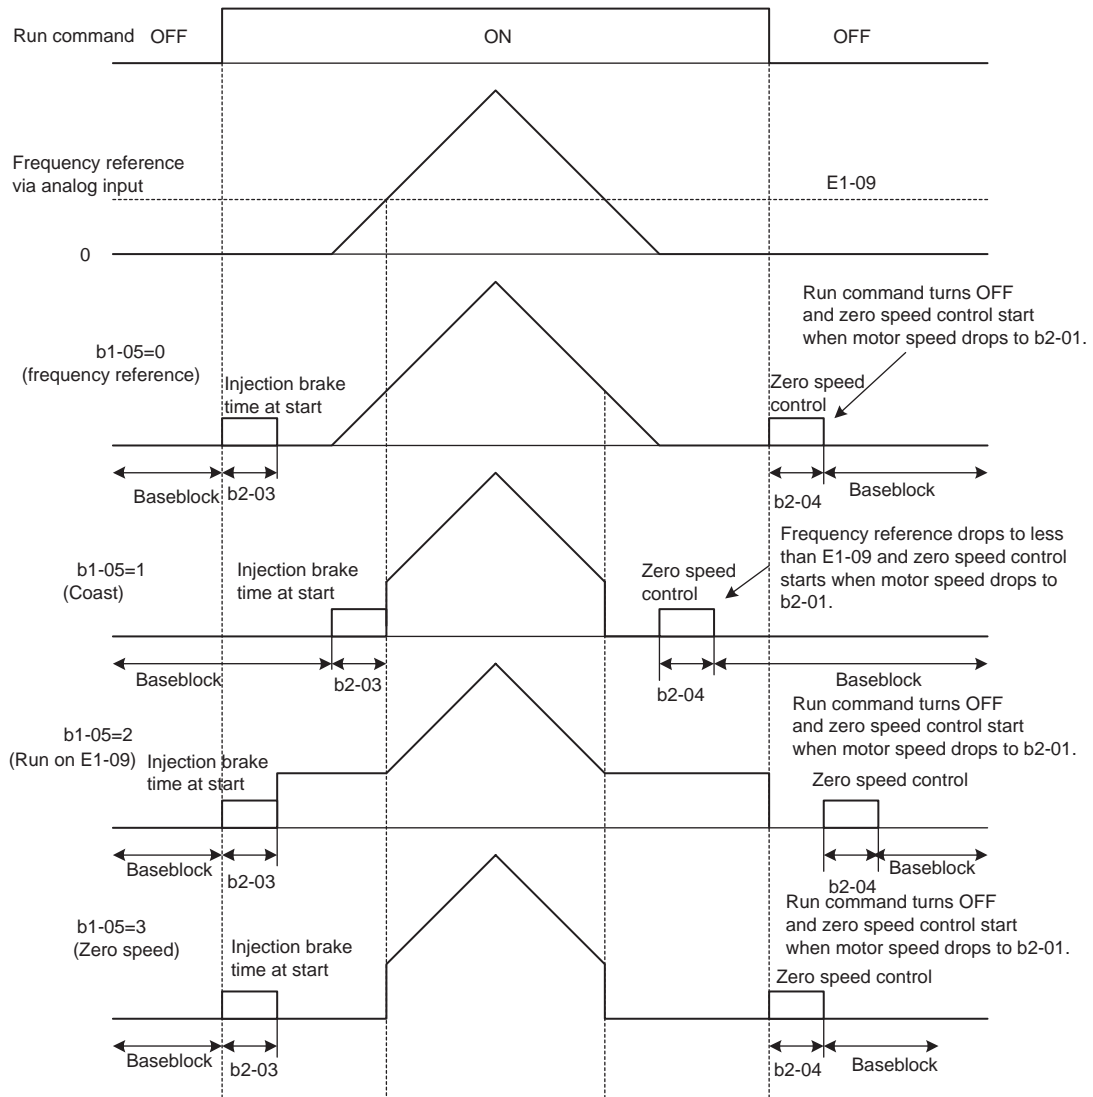 Run command OFF ON OFF
Frequency reference
via analog input
E1-09
0
Run command turns OFF
and zero speed control start
when motor speed drops to b2-01.
b1-05=0
(frequency reference)
Injection brake
time at start
Zero speed
control
Baseblock
b2-03
b2-04
Baseblock
Frequency reference drops to less
than E1-09 and zero speed control
starts when motor speed drops to
b2-01.
b1-05=1
(Coast)
Injection brake
time at start
Zero speed
control
Baseblock
b2-03
b2-04
Baseblock
Run command turns OFF
and zero speed control start
when motor speed drops to b2-01.
b1-05=2
(Run on E1-09)
Injection brake
time at start
Zero speed control
Baseblock
b2-03
b2-04
Baseblock
Run command turns OFF
and zero speed control start
when motor speed drops to b2-01.
b1-05=3
(Zero speed)
Injection brake
time at start
Zero speed control
Baseblock
b2-03
b2-04
Baseblock